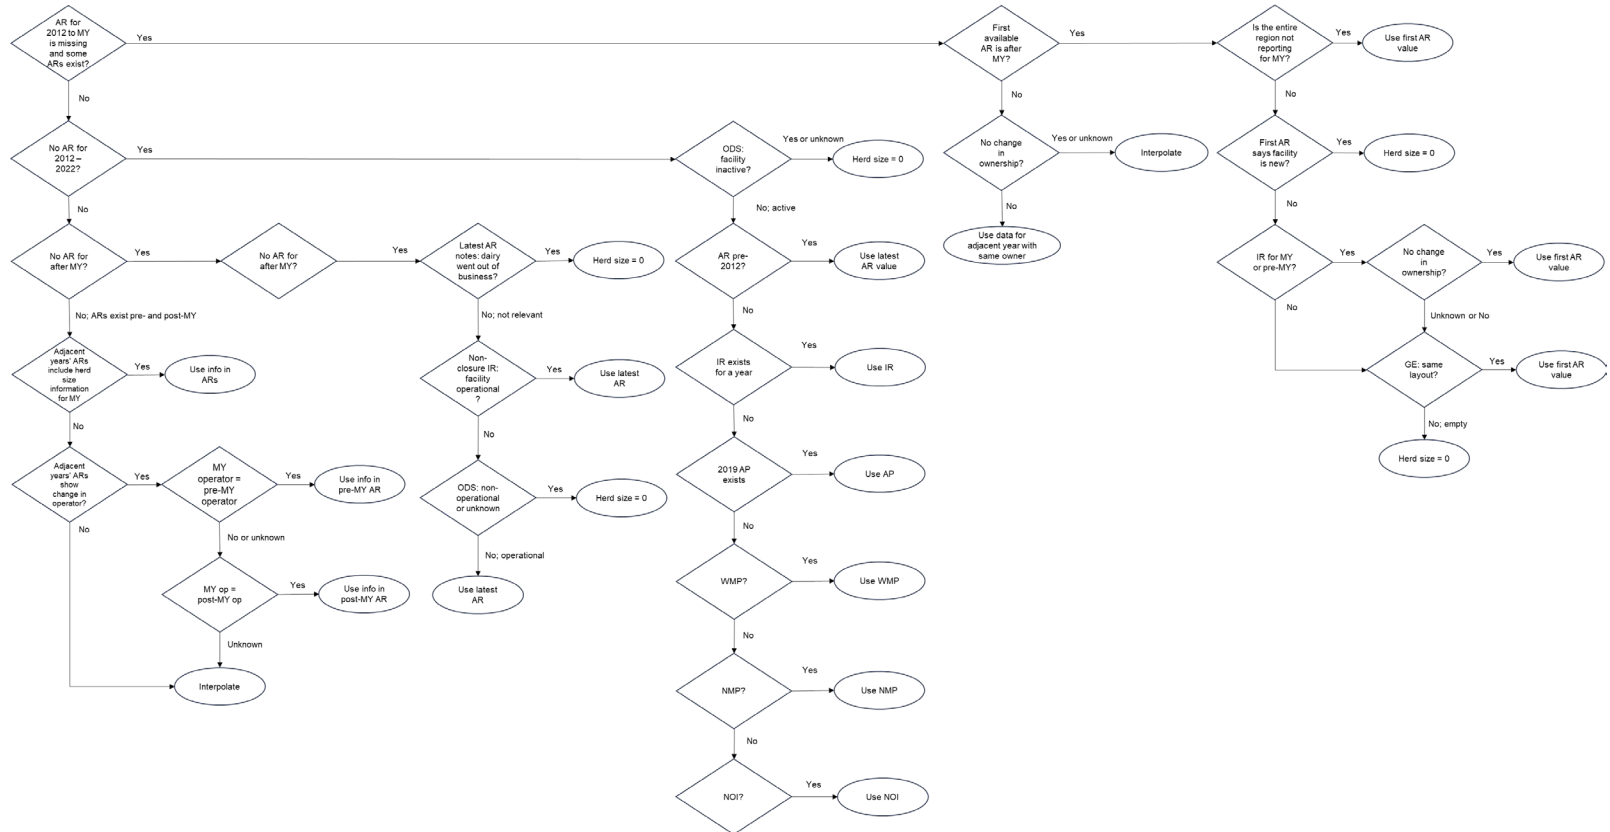 AR for
2012 to MY
is missing
and some
ARs exist?
Yes
First
available
AR is after
MY?
Yes
Is the entire
region not
reporting
for MY?
Yes
Use first AR
value
No
No
No
No AR for
2012 –
2022?
Yes
ODS:
facility
inactive?
Yes or unknown
Herd size = 0
No change
in
ownership?
Yes or unknown
Interpolate
First AR
says facility
is new?
Yes
Herd size = 0
No
No; active
No
No
Use data for
adjacent year with
same owner
No AR for
after MY?
Yes
No AR for
after MY?
Yes
Latest AR
notes: dairy
went out of
business?
Yes
Herd size = 0
AR pre-
2012?
Yes
Use latest
AR value
IR for MY
or pre-MY?
Yes
No change
in
ownership?
Yes
Use first AR
value
No; ARs exist pre- and post-MY
No; not relevant
No
No
Unknown or No
Adjacent
years' ARs
include herd
size
information
for MY
Yes
Use info in
ARs
Non-
closure IR:
facility
operational
?
Yes
Use latest
AR
IR exists
for a year
Yes
Use IR
GE: same
layout?
Yes
Use first AR
value
No
No
No
No; empty
Herd size = 0
Adjacent
years' ARs
show
change in
operator?
Yes
MY
operator =
pre-MY
operator
Yes
Use info in
pre-MY AR
ODS: non-
operational
or unknown
Yes
Herd size = 0
2019 AP
exists
Yes
Use AP
No
No or unknown
No; operational
No
MY op =
post-MY op
Yes
Use info in
post-MY AR
Use latest
AR
WMP?
Yes
Use WMP
Unknown
No
Interpolate
NMP?
Yes
Use NMP
No
NOI?
Yes
Use NOI